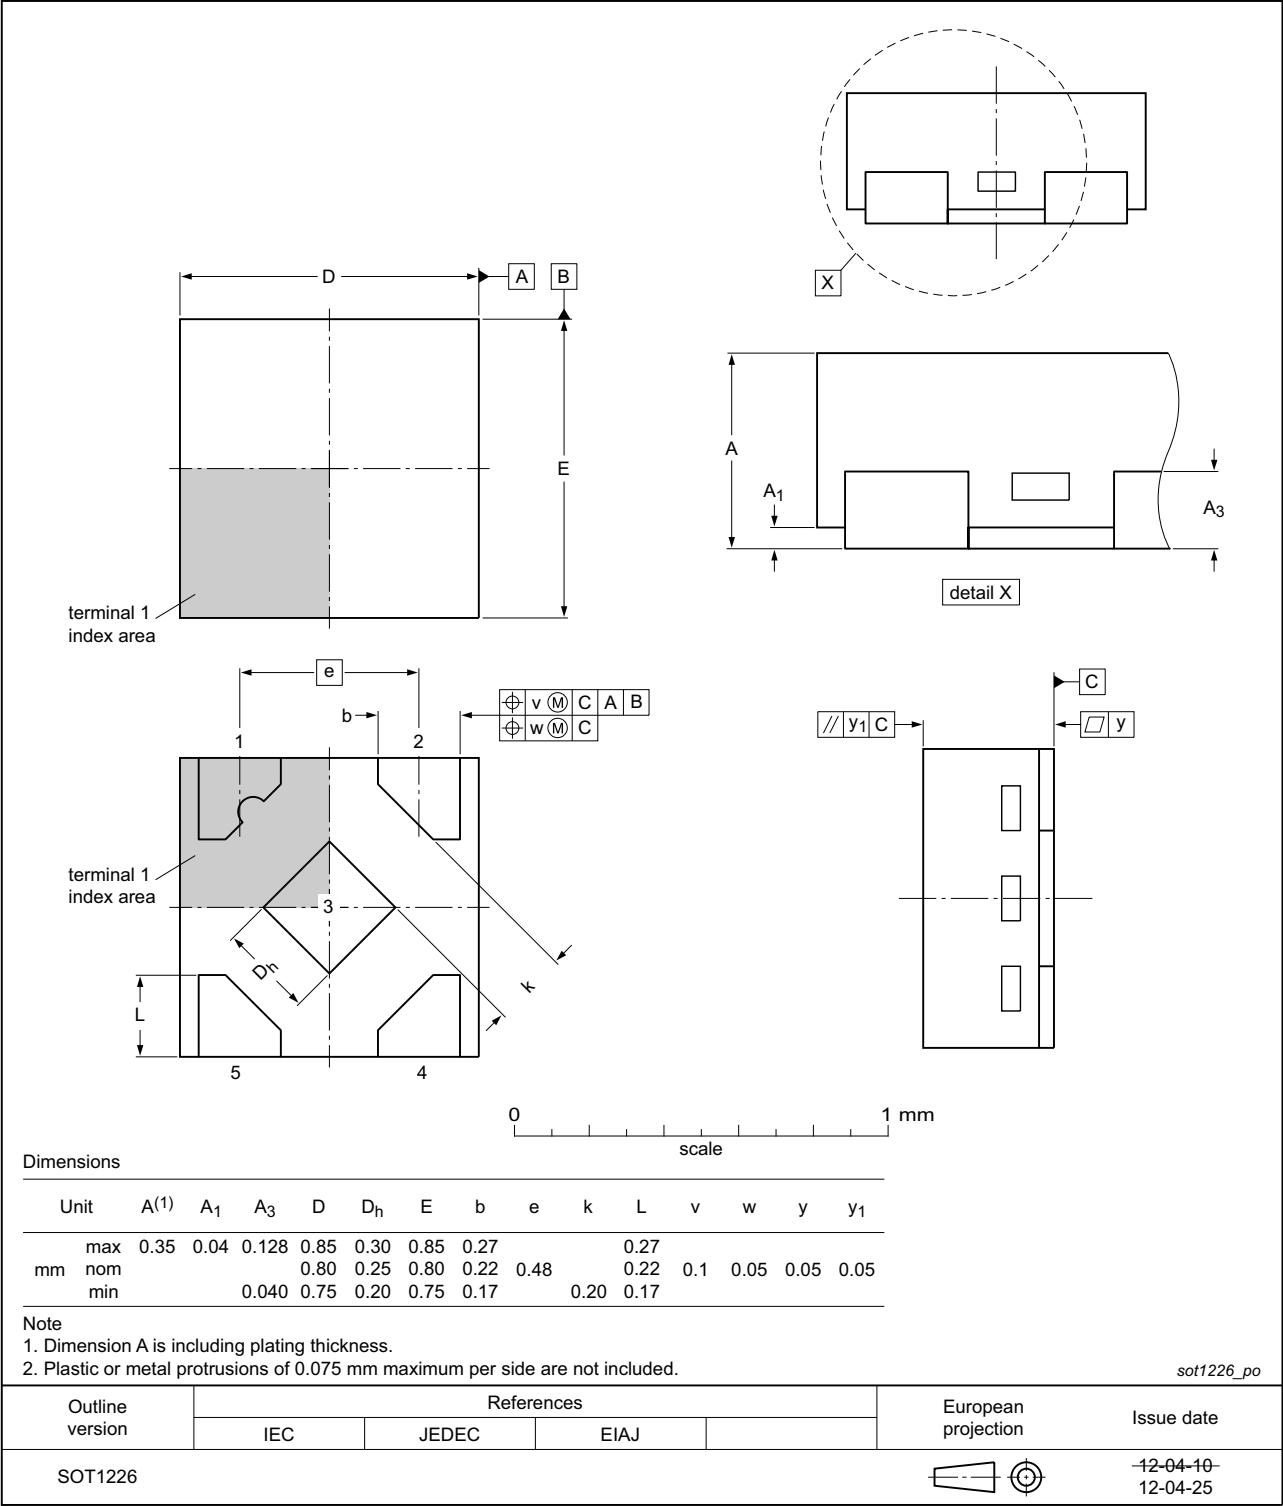 X
D
A
B
E
terminal 1
index area
A
A1
A3
detail X
e
b
v M C A B
w M C
1
2
terminal 1
index area
3
Dh
k
L
5
4
C
// y1 C
y
0
1 mm
scale
Dimensions
Unit A(1) A1 A3 D Dh E b e k L v w y y1
max 0.35 0.04 0.128 0.85 0.30 0.85 0.27 0.27
mm nom 0.80 0.25 0.80 0.22 0.48 0.22 0.1 0.05 0.05 0.05
min 0.040 0.75 0.20 0.75 0.17 0.20 0.17
Note
1. Dimension A is including plating thickness.
2. Plastic or metal protrusions of 0.075 mm maximum per side are not included.
sot1226_po
Outline
version
References
IEC JEDEC EIAJ
European
projection
Issue date
SOT1226
12-04-10
12-04-25